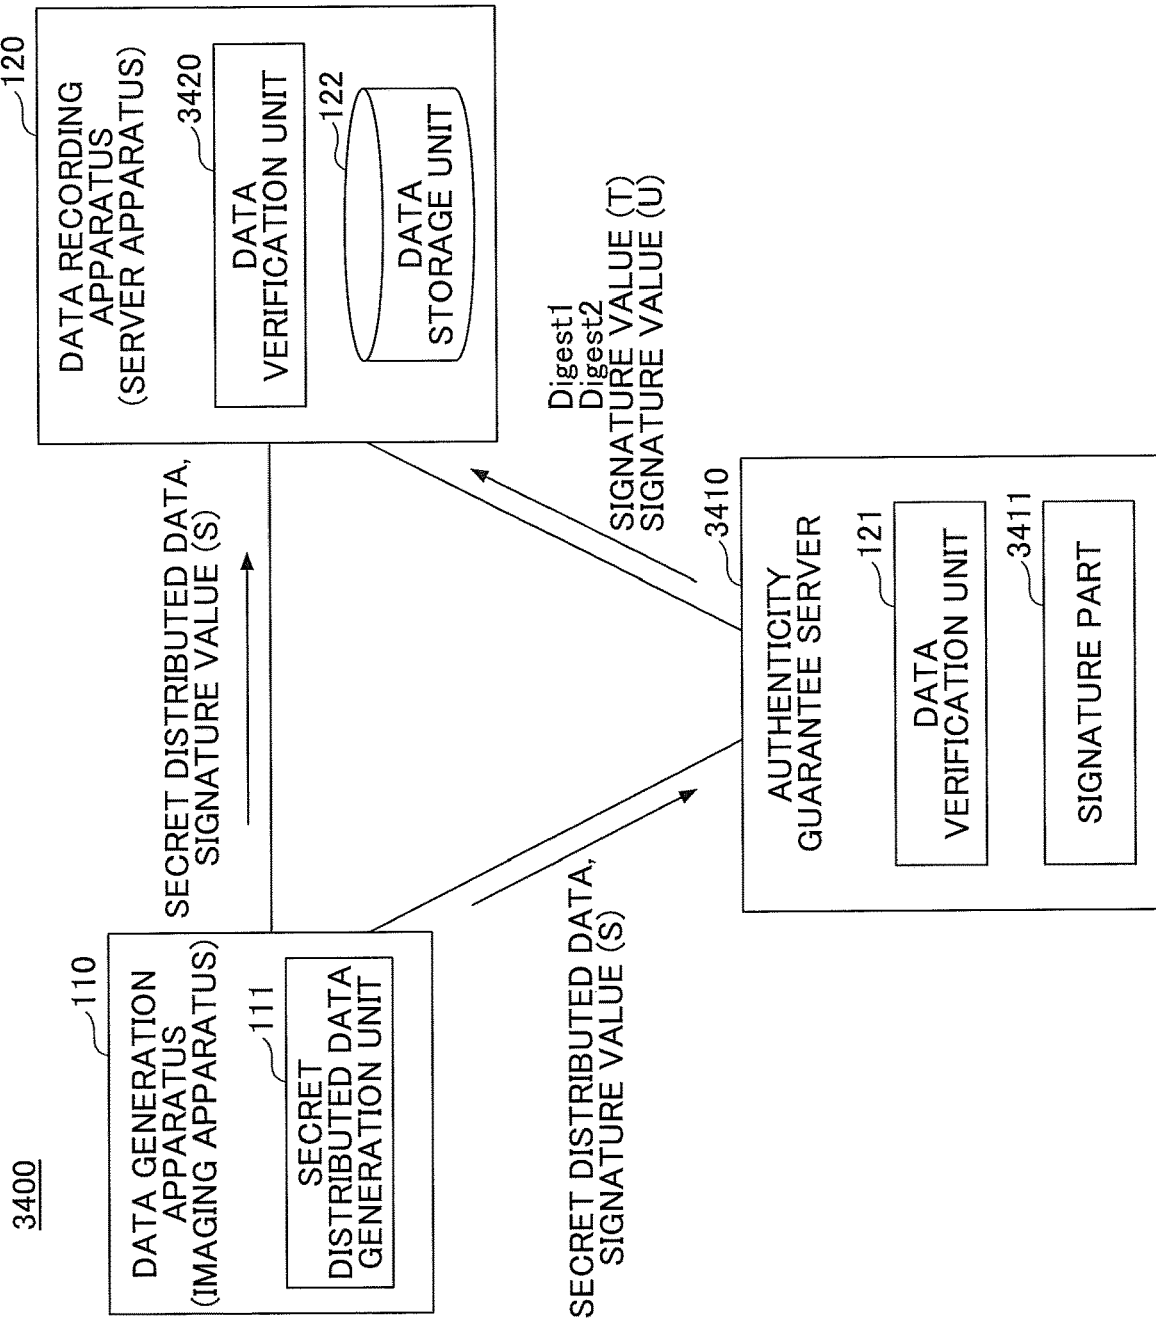 3400
110
DATA GENERATION
APPARATUS
(IMAGING APPARATUS)
111
SECRET
DISTRIBUTED DATA
GENERATION UNIT
SECRET DISTRIBUTED DATA,
SIGNATURE VALUE (S)
120
DATA RECORDING
APPARATUS
(SERVER APPARATUS)
3420
DATA
VERIFICATION UNIT
122
DATA
STORAGE UNIT
SECRET DISTRIBUTED DATA,
SIGNATURE VALUE (S)
Digest1
Digest2
SIGNATURE VALUE (T)
SIGNATURE VALUE (U)
3410
AUTHENTICITY
GUARANTEE SERVER
121
DATA
VERIFICATION UNIT
3411
SIGNATURE PART